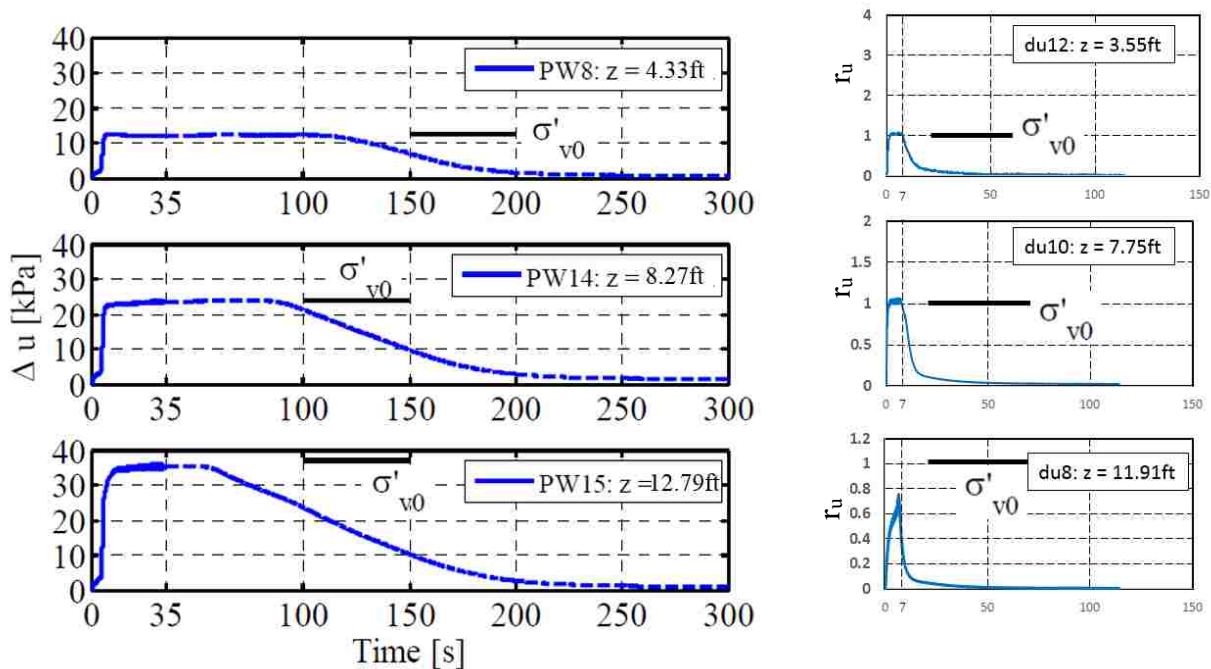 Δ u [kPa]
40
30
20
10
0
PW8: z = 4.33ft
σ'v0
0 35 100 150 200 250 300
40
30
20
10
0
σ'v0
PW14: z = 8.27ft
0 35 100 150 200 250 300
40
30
20
10
0
σ'v0
PW15: z =12.79ft
0 35 100 150 200 250 300
Time [s]
ru
4
3
2
1
0
du12: z = 3.55ft
σ'v0
0 7 50 100 150
ru
2
1.5
1
0.5
0
du10: z = 7.75ft
σ'v0
0 7 50 100 150
ru
1.2
1
0.8
0.6
0.4
0.2
0
du8: z = 11.91ft
σ'v0
0 7 50 100 150